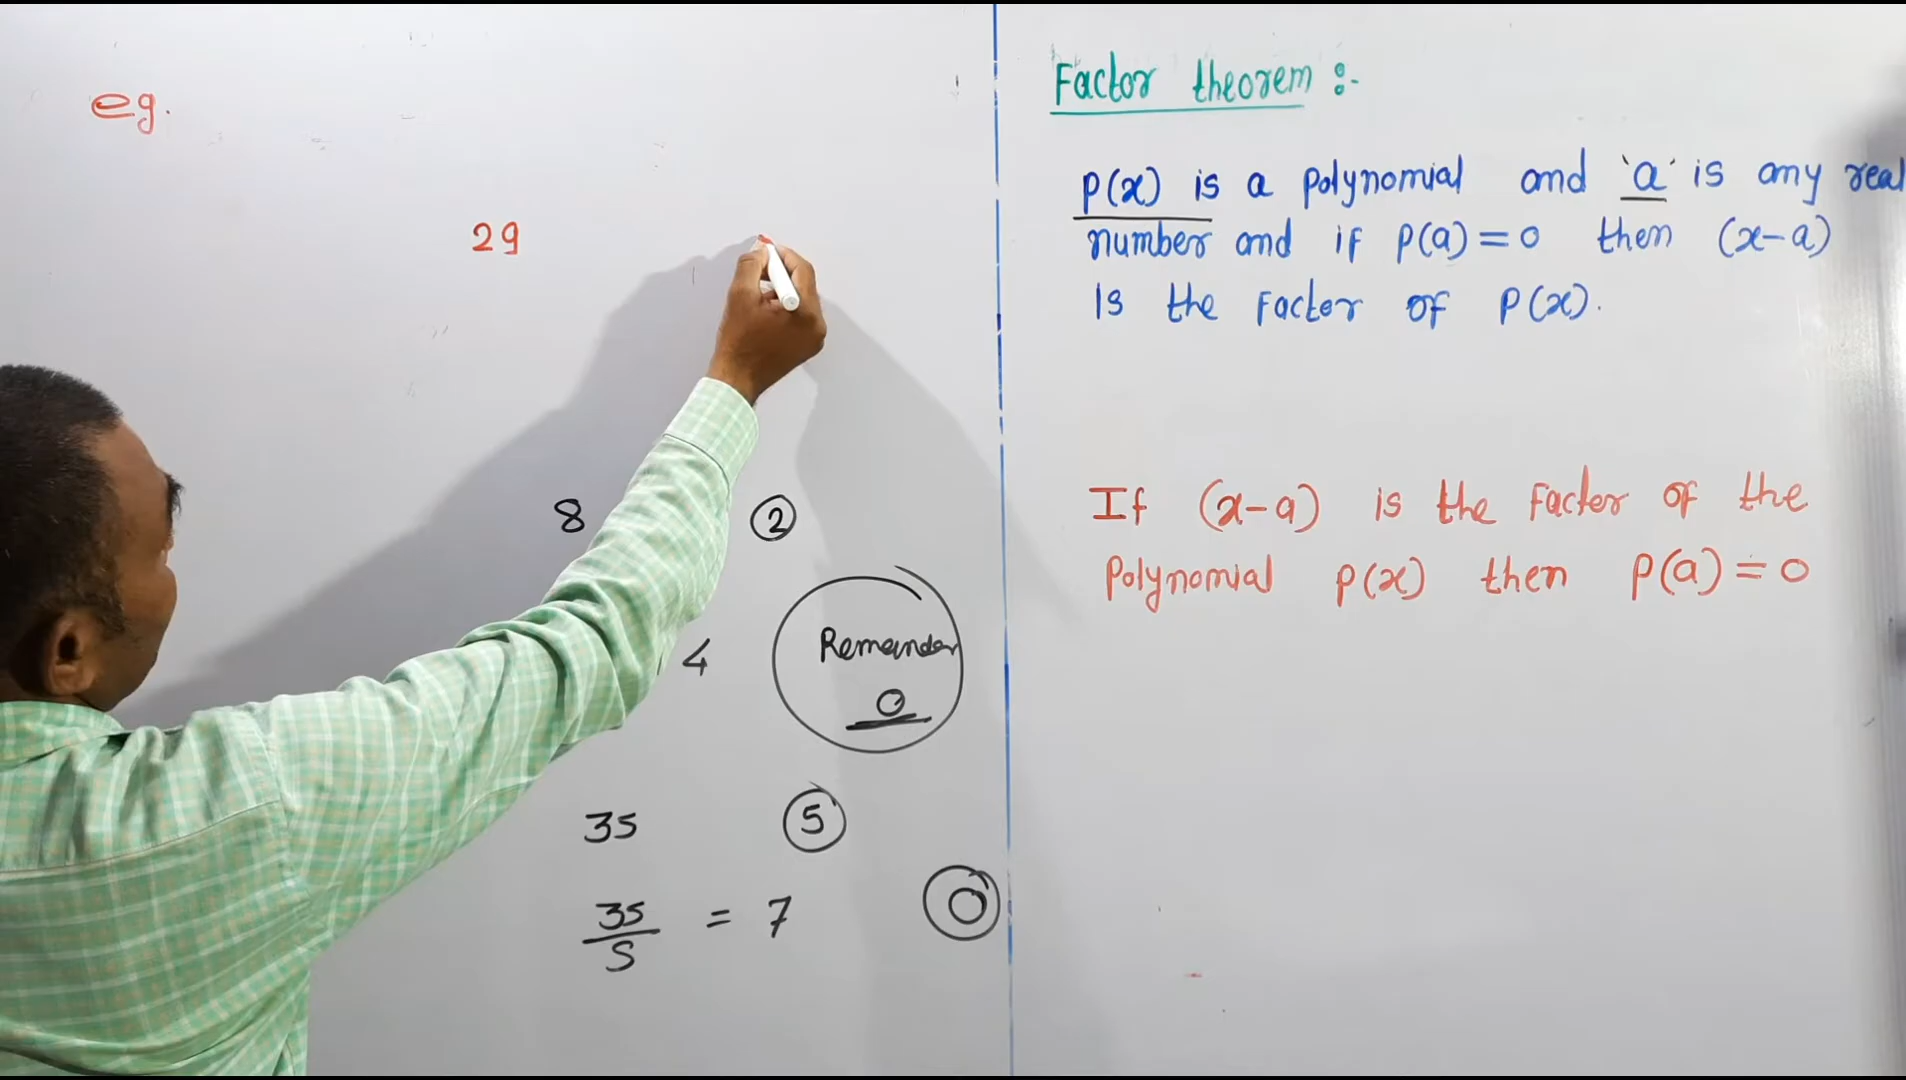 eg.
29
8 2
4
Remainder
0
35 5
35
5
= 7
0
Factor theorem :-
P(x) is a polynomial and 'a' is any real
number and if P(a) = 0 then (x-a)
Is the Factor of P(x).
If (x-a) is the Factor of the
Polynomial P(x) then P(a) = 0